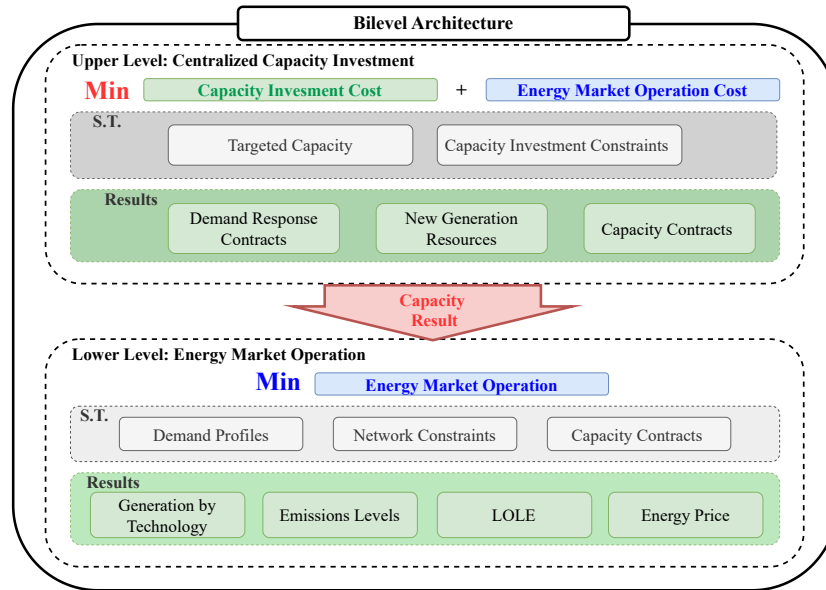 Bilevel Architecture
Upper Level: Centralized Capacity Investment
Min Capacity Invesment Cost + Energy Market Operation Cost
S.T.
Targeted Capacity
Capacity Investment Constraints
Results
Demand Response
Contracts
New Generation
Resources
Capacity Contracts
Capacity
Result
Lower Level: Energy Market Operation
Min Energy Market Operation
S.T.
Demand Profiles
Network Constraints
Capacity Contracts
Results
Generation by
Technology
Emissions Levels
LOLE
Energy Price